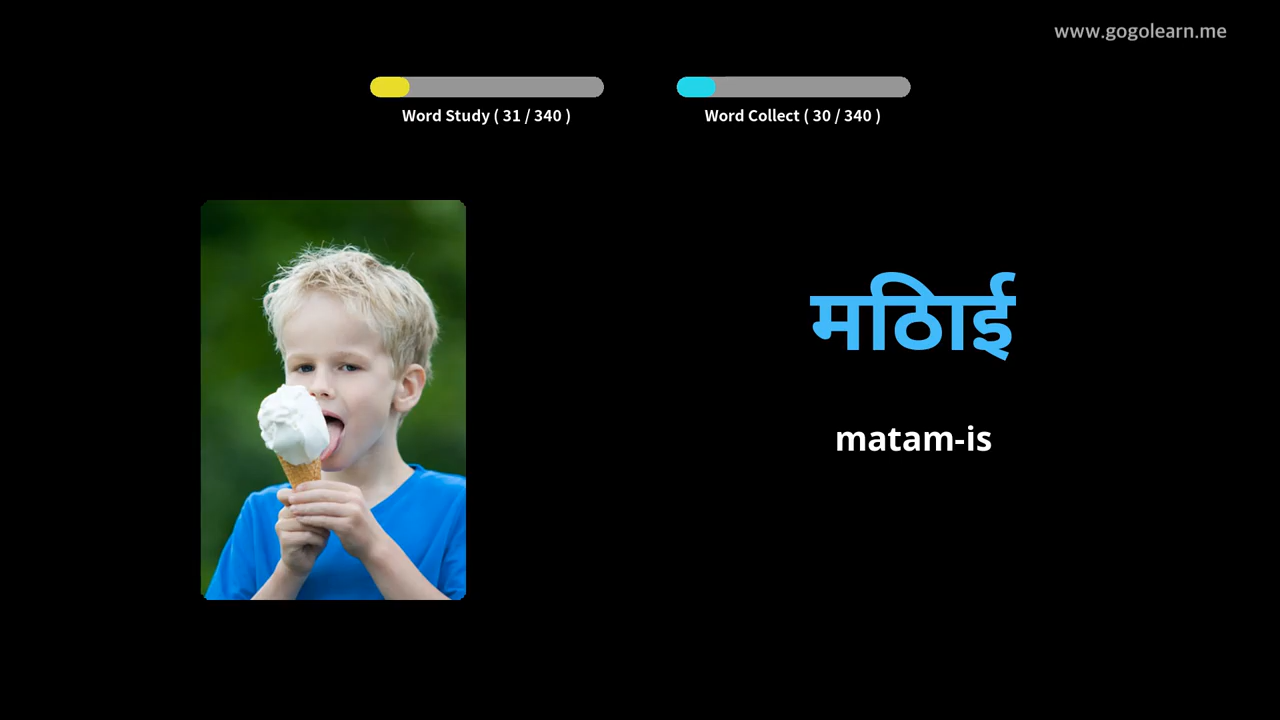 www.gogolearn.me
Word Study ( 31 / 340 )
Word Collect ( 30 / 340 )
मठिाई
matam-is